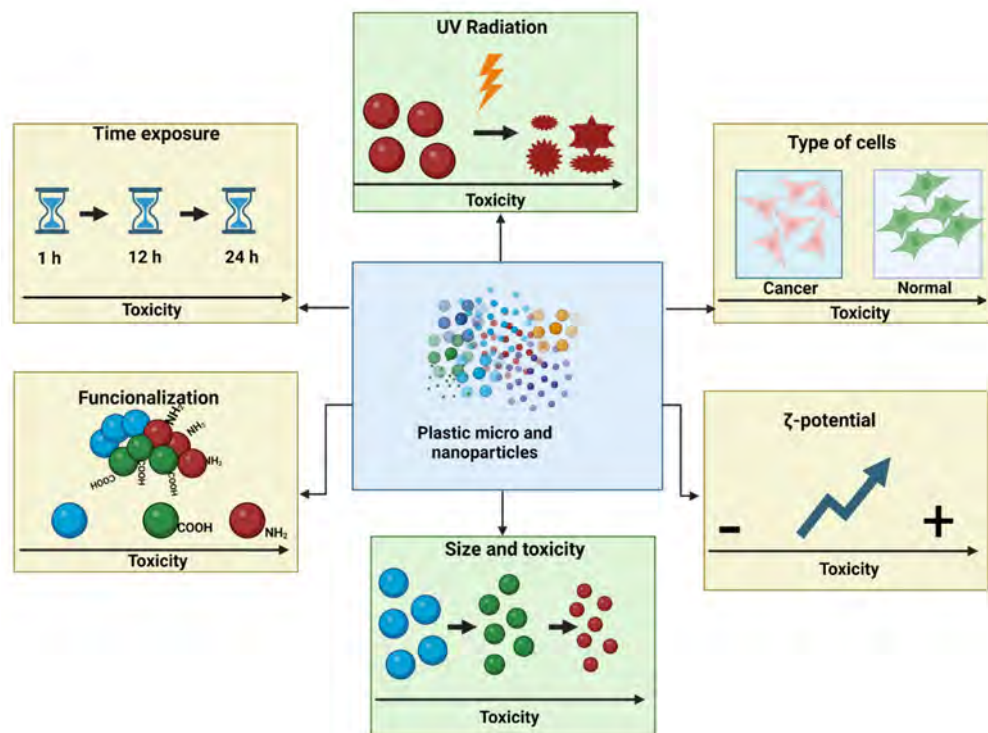 UV Radiation
Toxicity
Time exposure
1 h
12 h
24 h
Toxicity
Type of cells
Cancer
Normal
Toxicity
Plastic micro and
nanoparticles
Funcionalization
NH₂
NH₂
NH₂
COOH
COOH
COOH
COOH
NH₂
Toxicity
ζ-potential
-
+
Toxicity
Size and toxicity
Toxicity